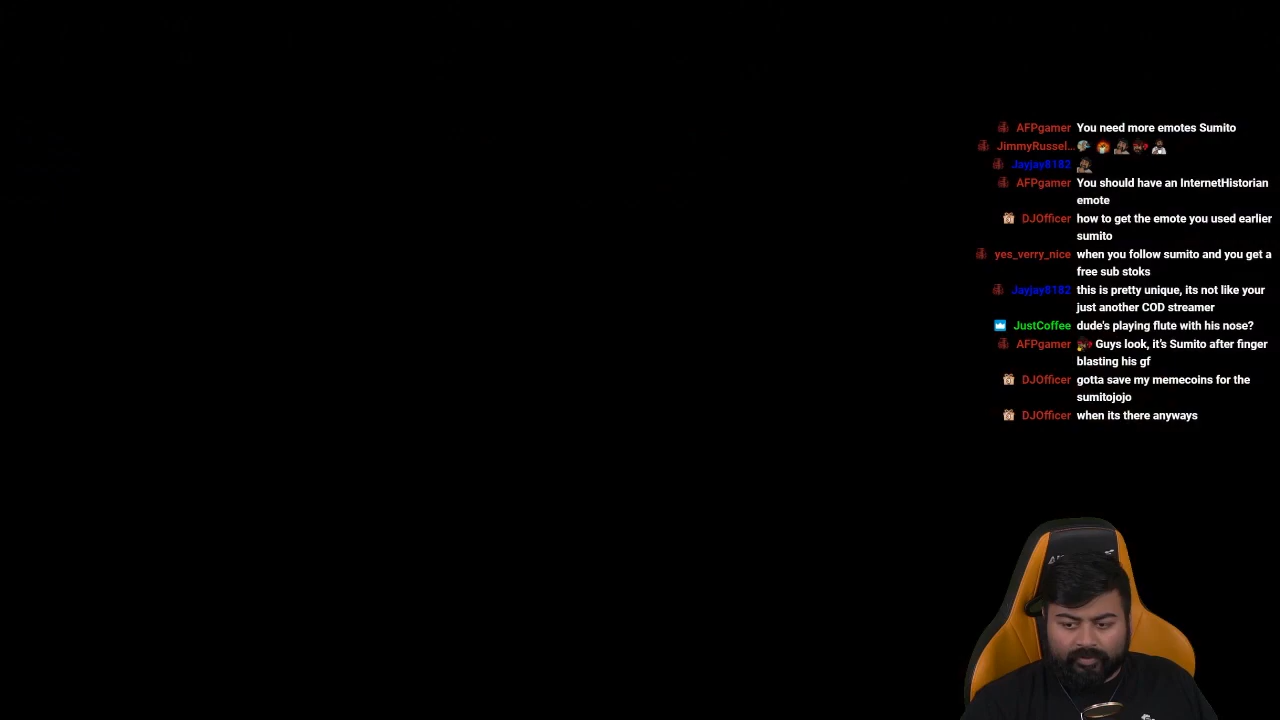 AFPgamer You need more emotes Sumito
JimmyRussel...
Jayjay8182
AFPgamer You should have an InternetHistorian
emote
DJOfficer how to get the emote you used earlier
sumito
yes_verry_nice when you follow sumito and you get a
free sub stoks
Jayjay8182 this is pretty unique, its not like your
just another COD streamer
JustCoffee dude's playing flute with his nose?
AFPgamer Guys look, it's Sumito after finger
blasting his gf
DJOfficer gotta save my memecoins for the
sumitojojo
DJOfficer when its there anyways